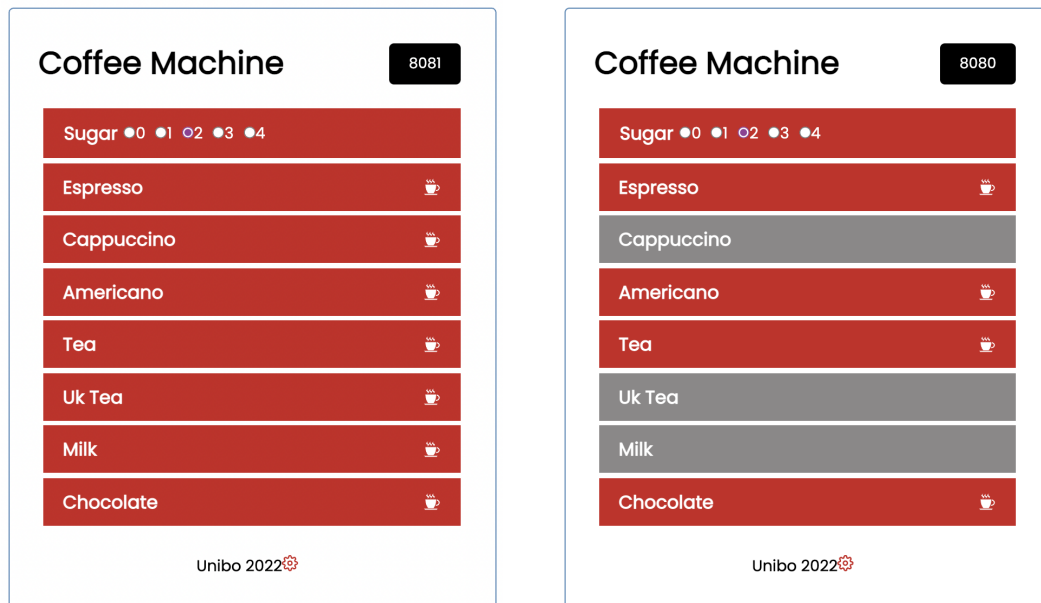 Coffee Machine 8081
Sugar 0 1 2 3 4
Espresso
Cappuccino
Americano
Tea
Uk Tea
Milk
Chocolate
Unibo 2022
Coffee Machine 8080
Sugar 0 1 2 3 4
Espresso
Cappuccino
Americano
Tea
Uk Tea
Milk
Chocolate
Unibo 2022